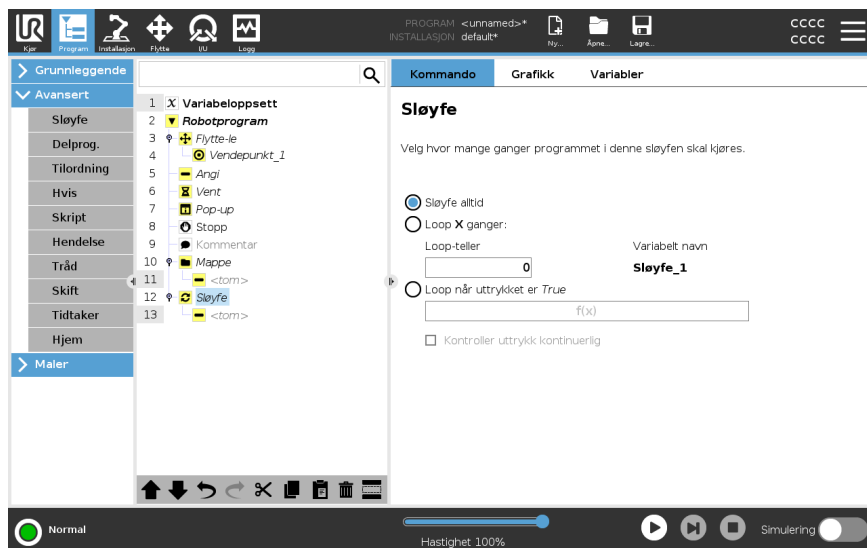 PROGRAM <unnamed>*
INSTALLASJON default*
UR
Kjør
Program
Installasjon
Flytte
I/U
Logg
Ny...
Åpne...
Lagre...
CCCC
CCCC
Grunnleggende
Avansert
Sløyfe
Delprog.
Tilordning
Hvis
Skript
Hendelse
Tråd
Skift
Tidtaker
Hjem
Maler
1 X Variabeloppsett
2 Robotprogram
3 Flytte-le
4 Vendepunkt_1
5 Angi
6 Vent
7 Pop-up
8 Stopp
9 Kommentar
10 Mappe
11 <tom>
12 Sløyfe
13 <tom>
Kommando Grafikk Variabler
Sløyfe
Velg hvor mange ganger programmet i denne sløyfen skal kjøres.
Sløyfe alltid
Loop X ganger:
Loop-teller Variabelt navn
0 Sløyfe_1
Loop når uttrykket er True
f(x)
Kontroller uttrykk kontinuerlig
Normal
Hastighet 100%
Simulering